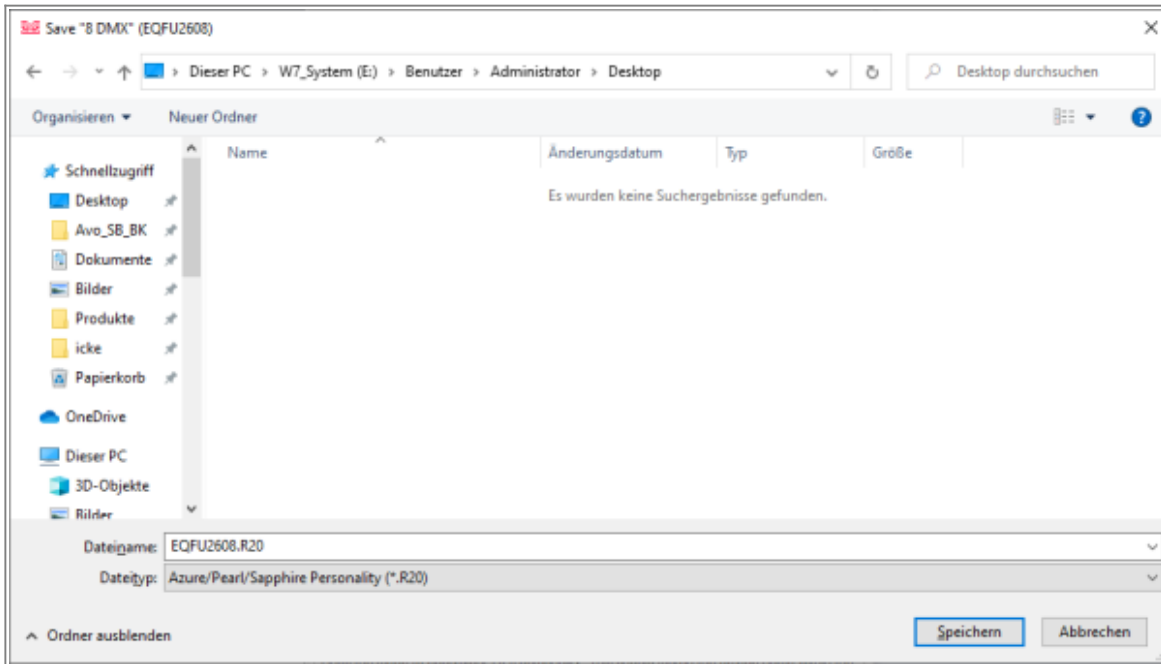 Save "8 DMX" (EQFU2608)
Dieser PC > W7_System (E:) > Benutzer > Administrator > Desktop
Desktop durchsuchen
Organisieren
Neuer Ordner
Name
Änderungsdatum
Typ
Größe
Es wurden keine Suchergebnisse gefunden.
Schnellzugriff
Desktop
Avo_SB_BK
Dokumente
Bilder
Produkte
icke
Papierkorb
OneDrive
Dieser PC
3D-Objekte
Bilder
Dateiname: EQFU2608.R20
Dateityp: Azure/Pearl/Sapphire Personality (*.R20)
Ordner ausblenden
Speichern
Abbrechen